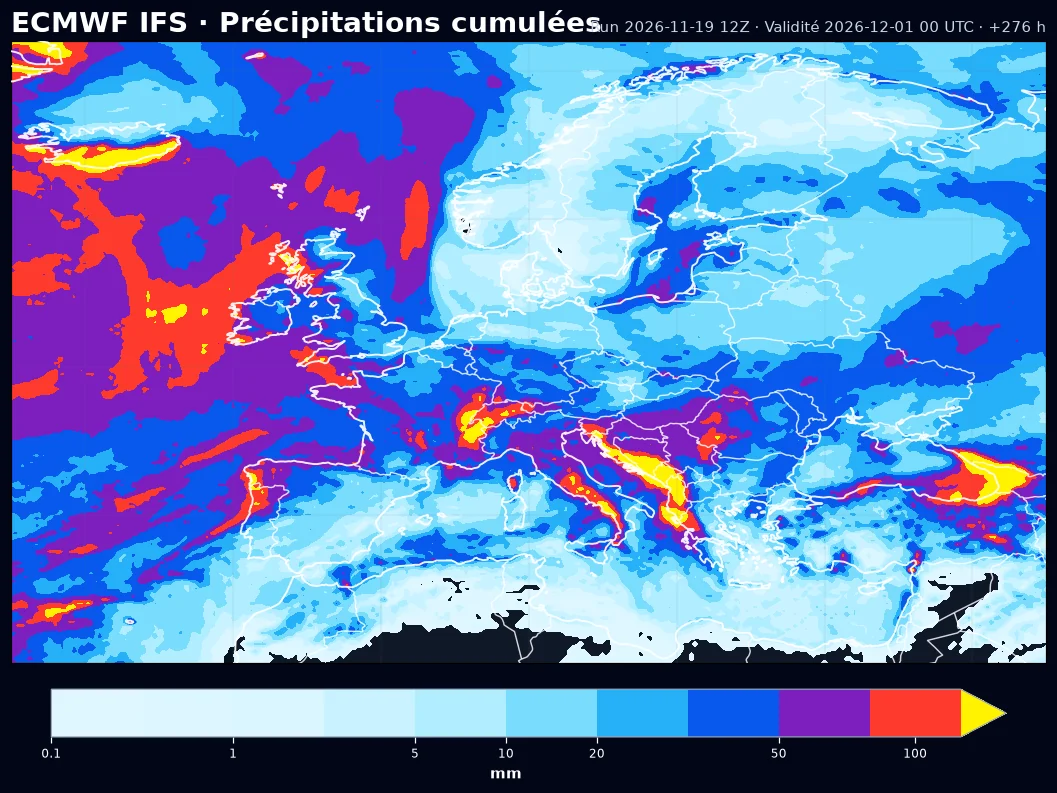 ECMWF IFS · Précipitations cumulées
Run 2026-11-19 12Z · Validité 2026-12-01 00 UTC · +276 h
0.1 1 5 10 20 50 100
mm